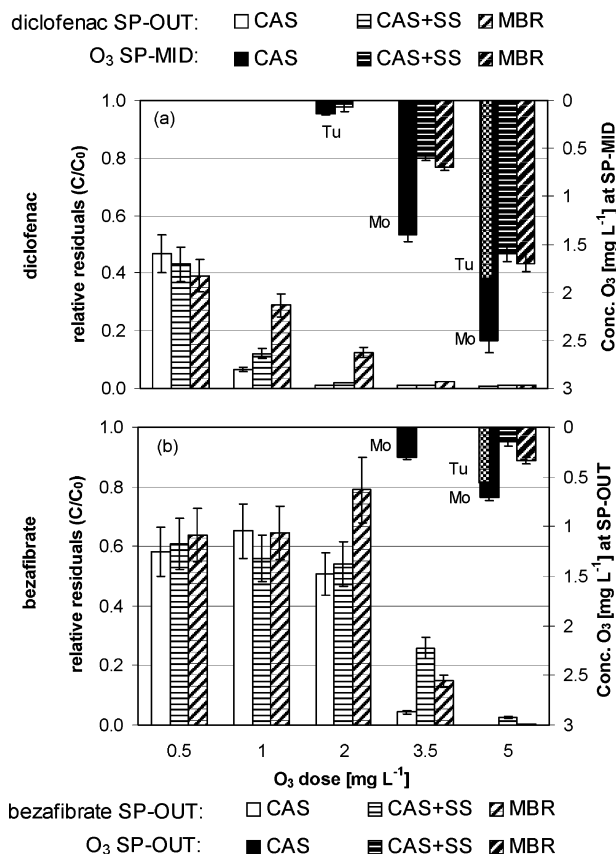 diclofenac SP-OUT: CAS CAS+SS MBR
O₃ SP-MID: CAS CAS+SS MBR
1.0 (a) 0
0.8 Tu 0.5
0.6 1
Mo
0.4 Tu 1.5
2
0.2 Mo 2.5
0.0 3
diclofenac
relative residuals (C/C₀)
Conc. O₃ [mg L⁻¹] at SP-MID
1.0 (b) Mo 0
0.8 Tu 0.5
Mo
0.6 1
0.4 1.5
2
0.2 2.5
0.0 3
bezafibrate
relative residuals (C/C₀)
Conc. O₃ [mg L⁻¹] at SP-OUT
0.5 1 2 3.5 5
O₃ dose [mg L⁻¹]
bezafibrate SP-OUT: CAS CAS+SS MBR
O₃ SP-OUT: CAS CAS+SS MBR